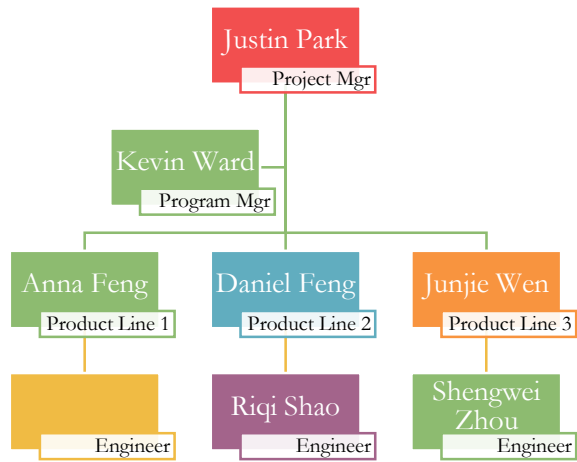 Justin Park
Project Mgr
Kevin Ward
Program Mgr
Anna Feng
Product Line 1
Daniel Feng
Product Line 2
Junjie Wen
Product Line 3
Engineer
Riqi Shao
Engineer
Shengwei
Zhou
Engineer